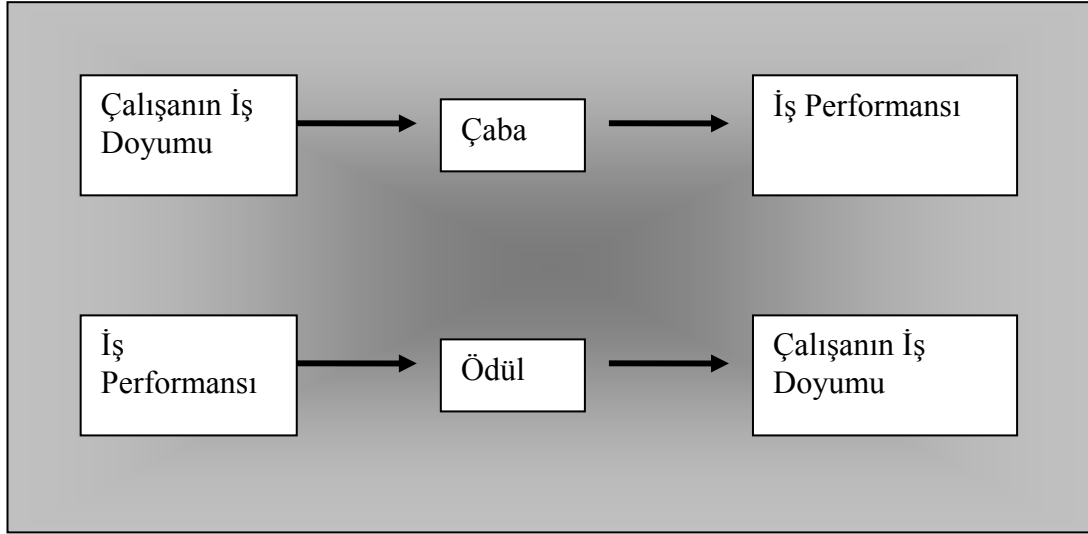 Çalışanın İş
Doyumu
Çaba
İş Performansı
İş
Performansı
Ödül
Çalışanın İş
Doyumu